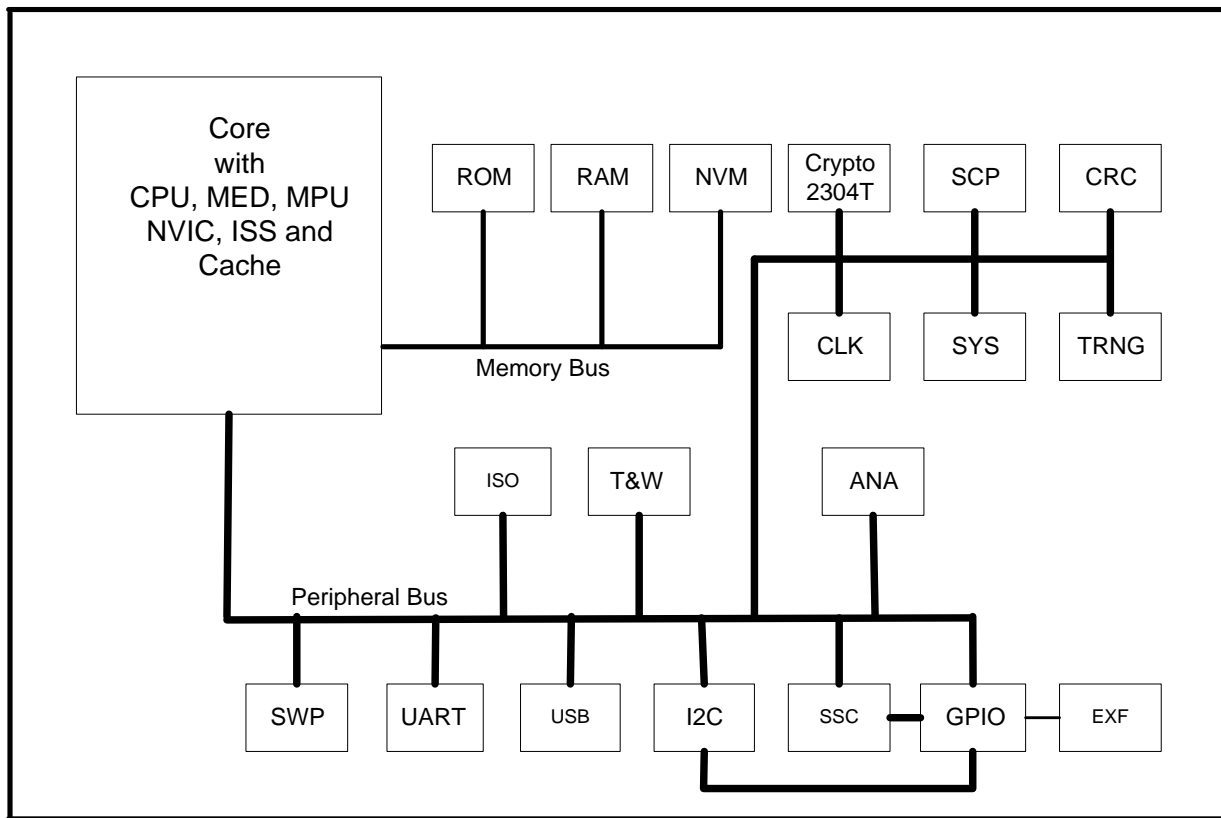 Core
with
CPU, MED, MPU
NVIC, ISS and
Cache
ROM
RAM
NVM
Crypto
2304T
SCP
CRC
CLK
SYS
TRNG
Memory Bus
ISO
T&W
ANA
Peripheral Bus
SWP
UART
USB
I2C
SSC
GPIO
EXF